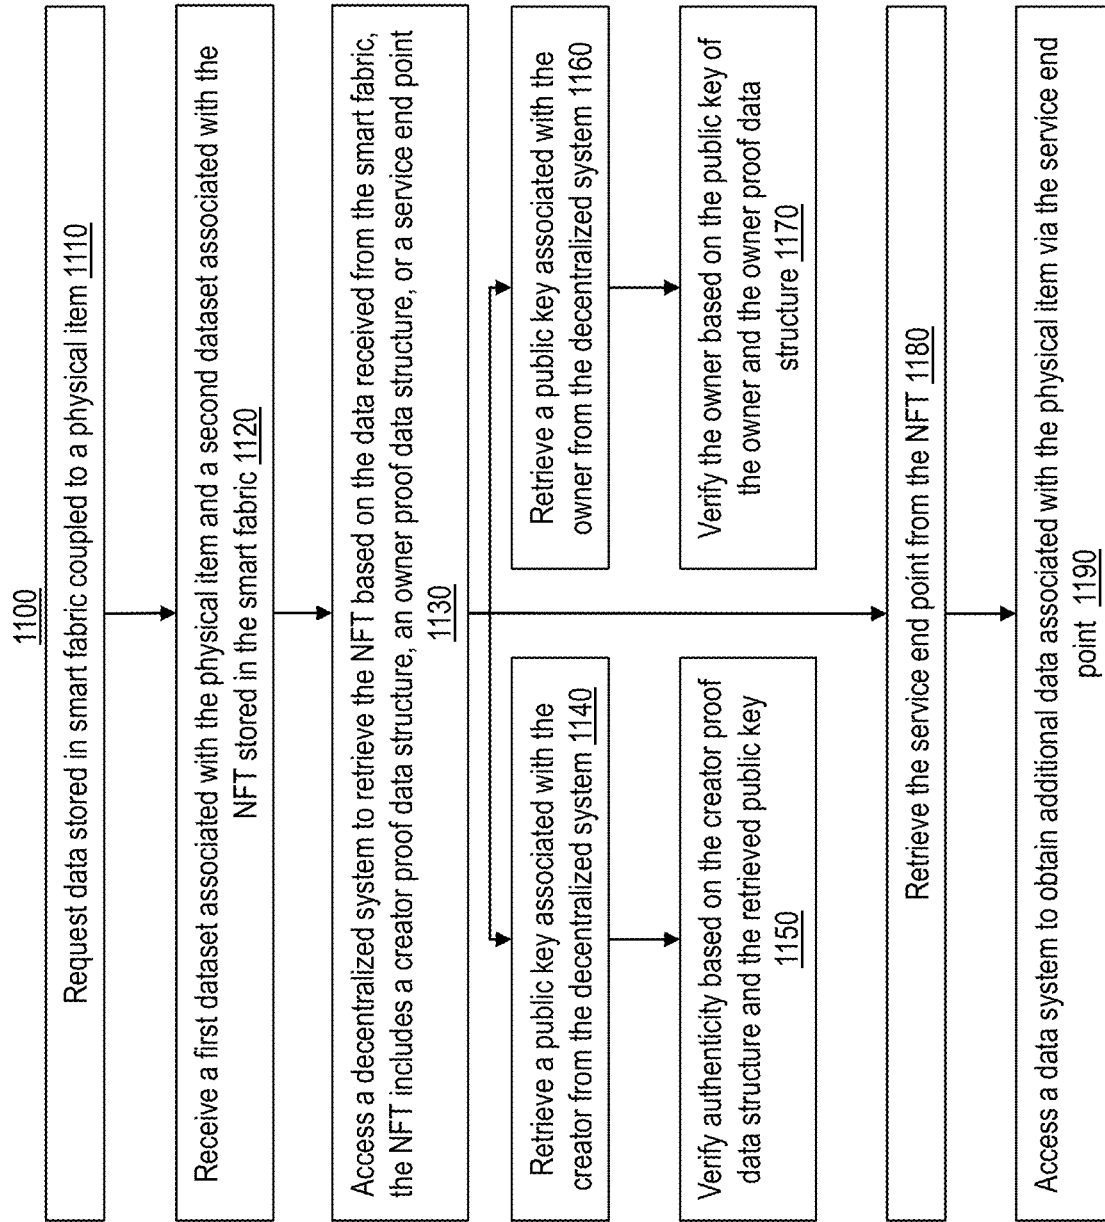 1100
Request data stored in smart fabric coupled to a physical item 1110
Receive a first dataset associated with the physical item and a second dataset associated with the
NFT stored in the smart fabric 1120
Access a decentralized system to retrieve the NFT based on the data received from the smart fabric,
the NFT includes a creator proof data structure, an owner proof data structure, or a service end point
1130
Retrieve a public key associated with the
creator from the decentralized system 1140
Verify authenticity based on the creator proof
data structure and the retrieved public key
1150
Retrieve a public key associated with the
owner from the decentralized system 1160
Verify the owner based on the public key of
the owner and the owner proof data
structure 1170
Retrieve the service end point from the NFT 1180
Access a data system to obtain additional data associated with the physical item via the service end
point 1190